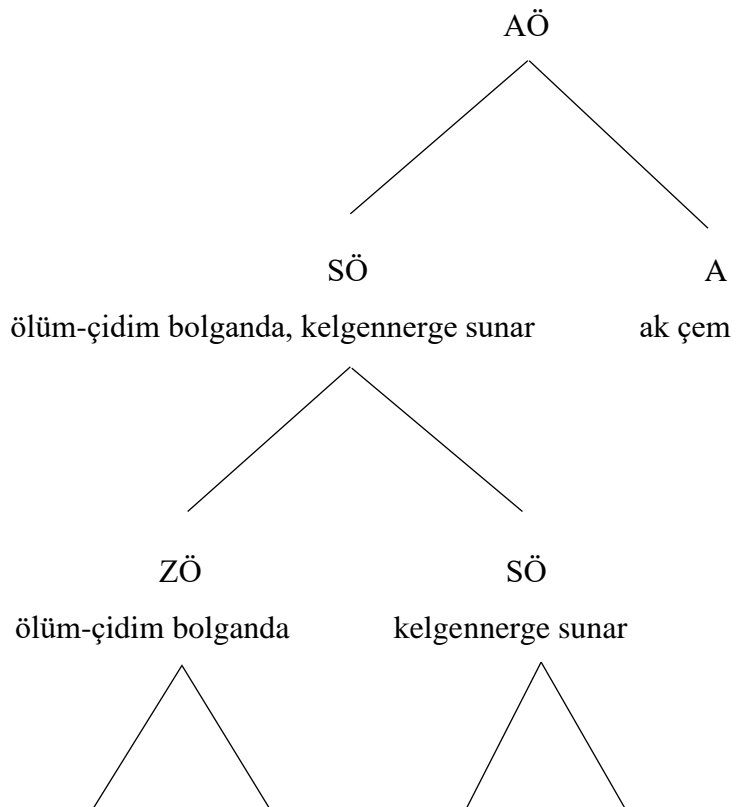 AÖ
SÖ A
ölüm-çidim bolganda, kelgennerge sunar ak çem
ZÖ SÖ
ölüm-çidim bolganda kelgennerge sunar